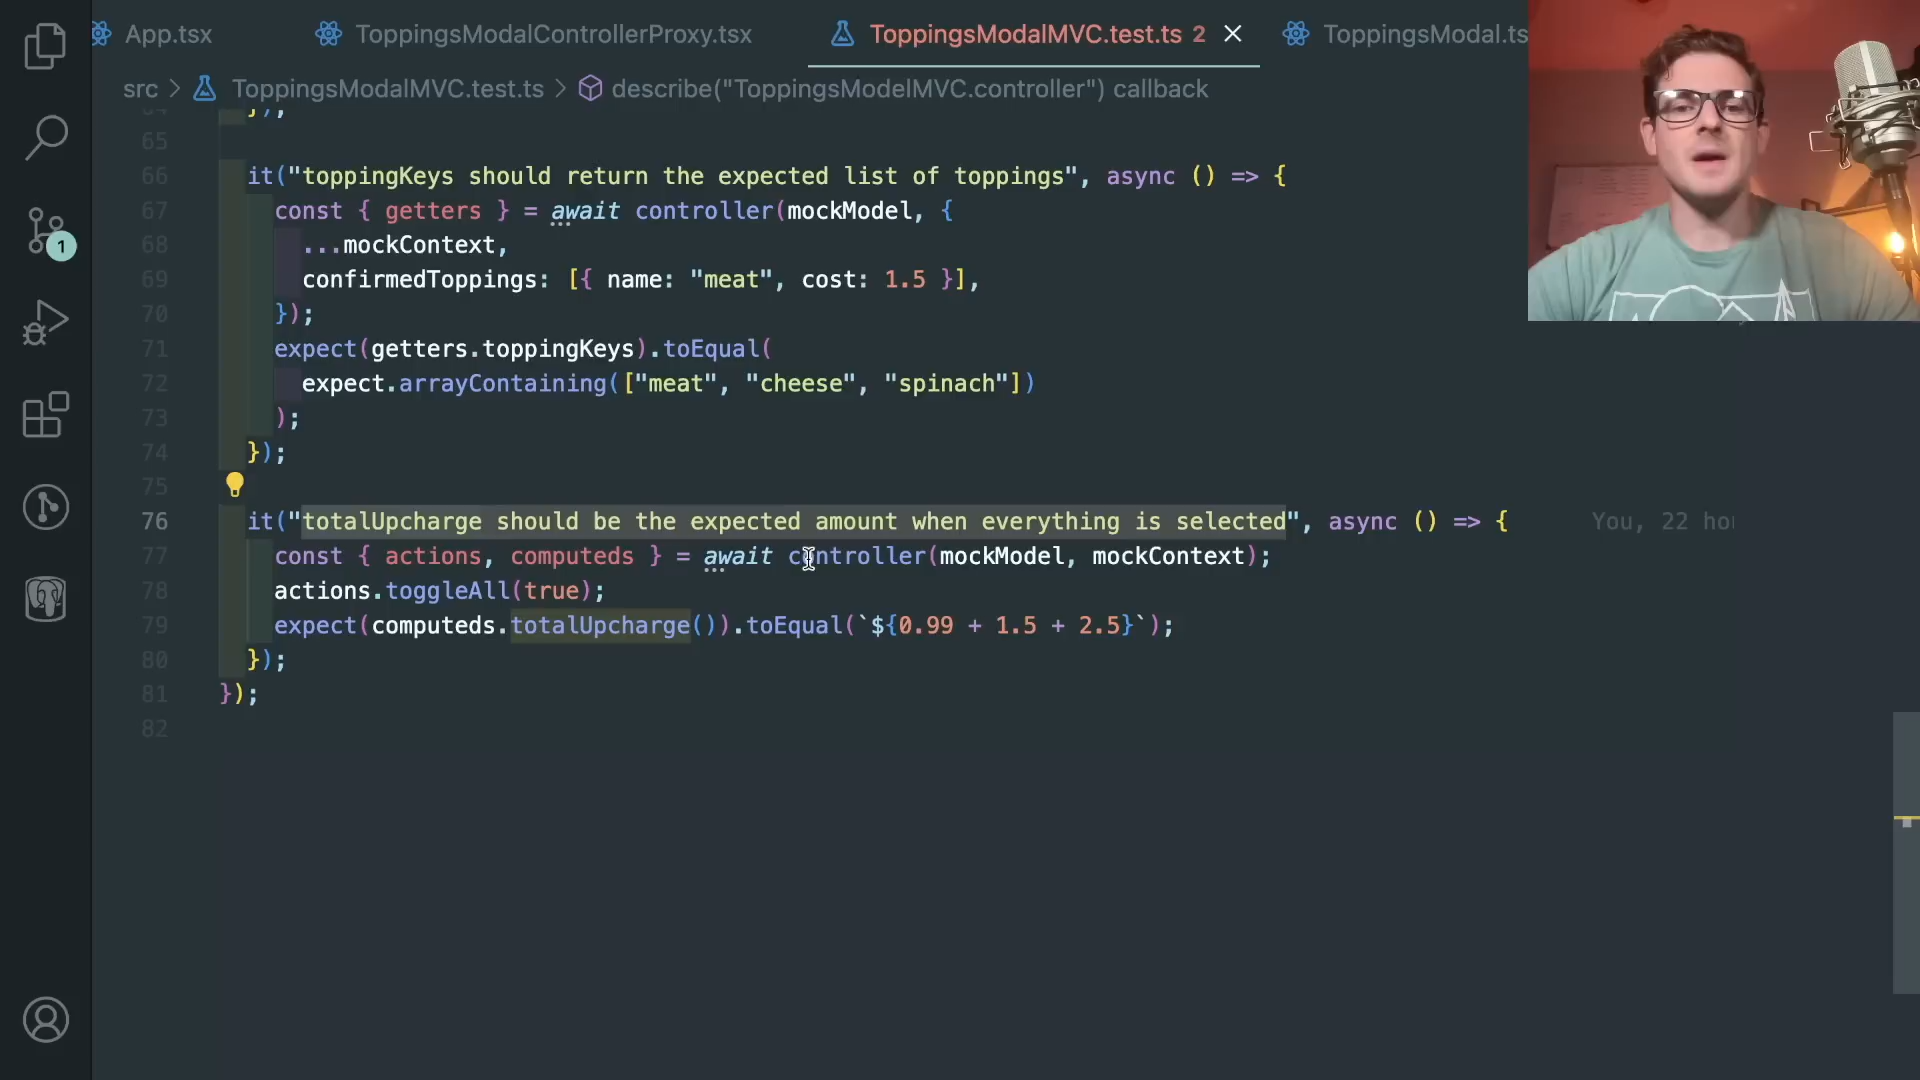 App.tsx
ToppingsModalControllerProxy.tsx
ToppingsModalMVC.test.ts 2
ToppingsModal.ts
src > ToppingsModalMVC.test.ts > describe("ToppingsModelMVC.controller") callback
64 });
65
66 it("toppingKeys should return the expected list of toppings", async () => {
67 const { getters } = await controller(mockModel, {
68 ...mockContext,
69 confirmedToppings: [{ name: "meat", cost: 1.5 }],
70 });
71 expect(getters.toppingKeys).toEqual(
72 expect.arrayContaining(["meat", "cheese", "spinach"])
73 );
74 });
75
76 it("totalUpcharge should be the expected amount when everything is selected", async () => { You, 22 ho
77 const { actions, computeds } = await controller(mockModel, mockContext);
78 actions.toggleAll(true);
79 expect(computeds.totalUpcharge()).toEqual(`${0.99 + 1.5 + 2.5}`);
80 });
81 });
82
1